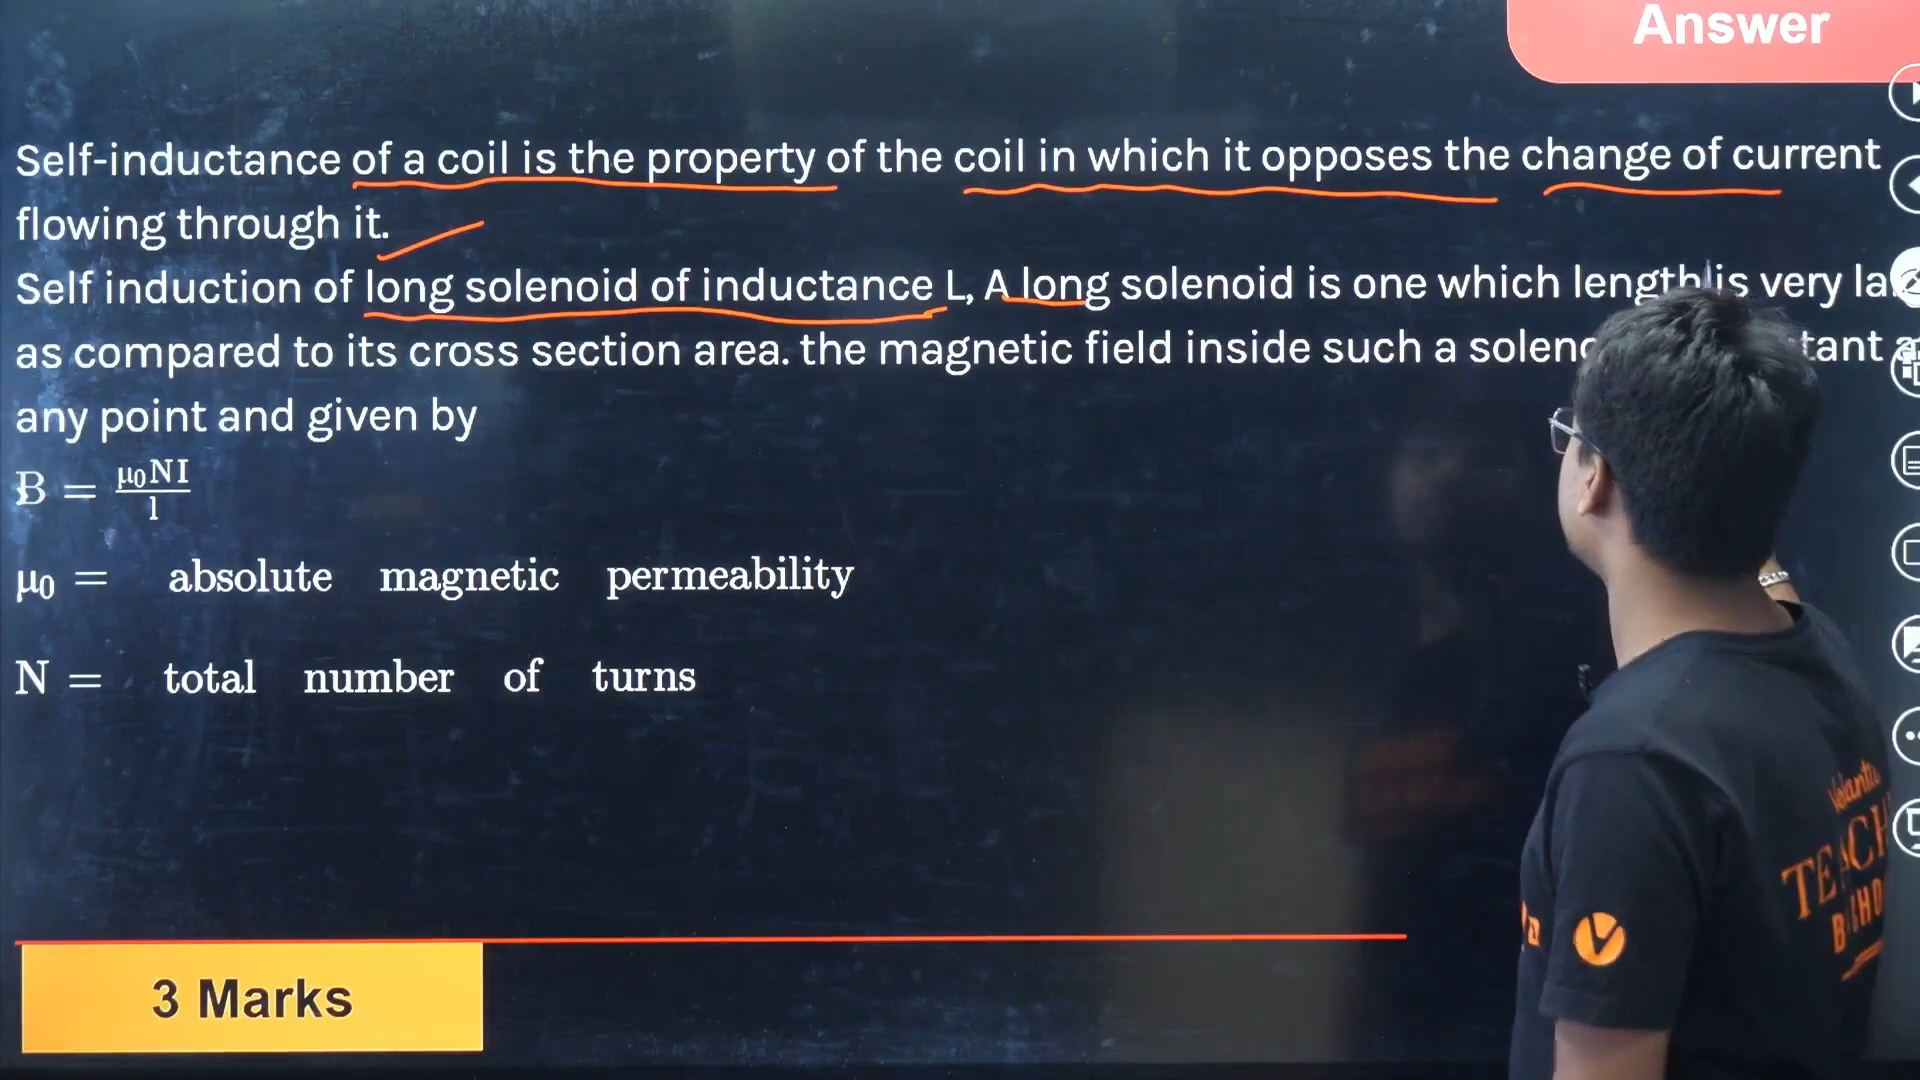 Answer
Self-inductance of a coil is the property of the coil in which it opposes the change of current
flowing through it.
Self induction of long solenoid of inductance L, A long solenoid is one which length is very
as compared to its cross section area. the magnetic field inside such a
any point and given by
B = μ₀NI/l
μ₀ = absolute magnetic permeability
N = total number of turns
3 Marks